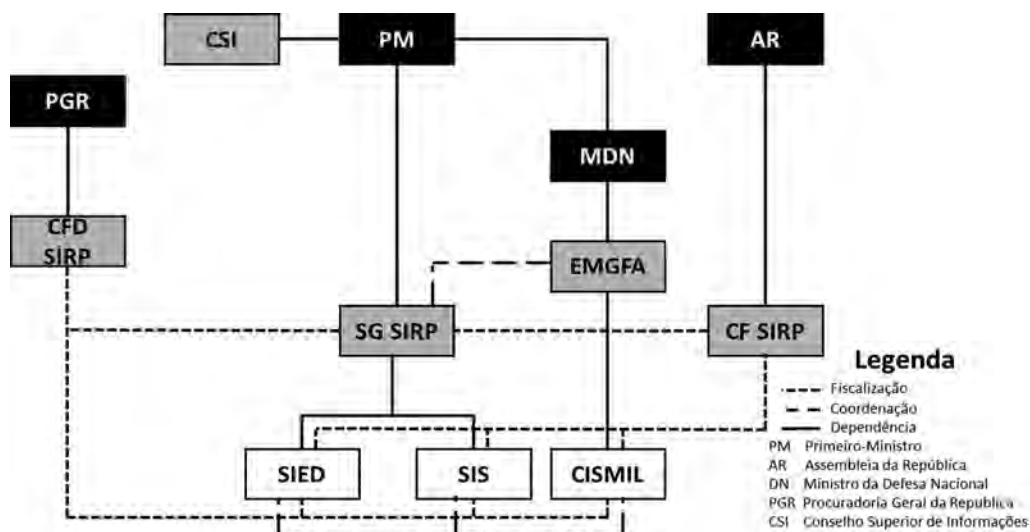 CSI
PM
AR
PGR
MDN
CFD
SIRP
EMGFA
SG SIRP
CF SIRP
SIED
SIS
CISMIL
Legenda
Fiscalização
Coordenação
Dependência
PM Primeiro-Ministro
AR Assembleia da República
DN Ministro da Defesa Nacional
PGR Procuradoria Geral da Republica
CSI Conselho Superior de Informações